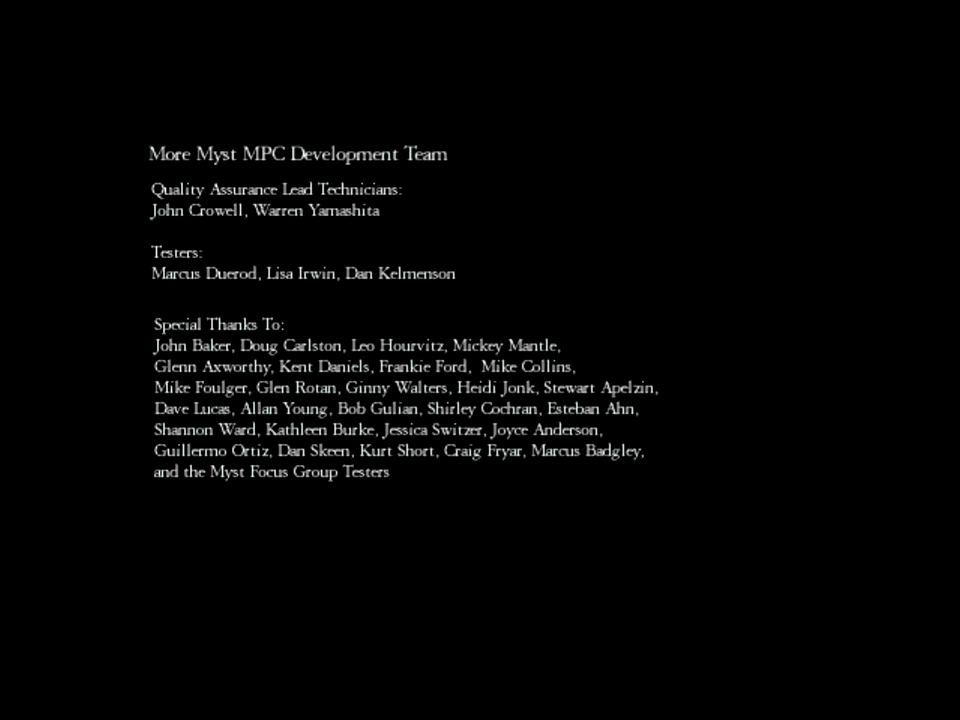 More Myst MPC Development Team
Quality Assurance Lead Technicians:
John Crowell, Warren Yamashita
Testers:
Marcus Duerod, Lisa Irwin, Dan Kelmenson
Special Thanks To:
John Baker, Doug Carlston, Leo Hourvitz, Mickey Mantle,
Glenn Axworthy, Kent Daniels, Frankie Ford, Mike Collins,
Mike Foulger, Glen Rotan, Ginny Walters, Heidi Jonk, Stewart Apelzin,
Dave Lucas, Allan Young, Bob Gulian, Shirley Cochran, Esteban Ahn,
Shannon Ward, Kathleen Burke, Jessica Switzer, Joyce Anderson,
Guillermo Ortiz, Dan Skeen, Kurt Short, Craig Fryar, Marcus Badgley,
and the Myst Focus Group Testers